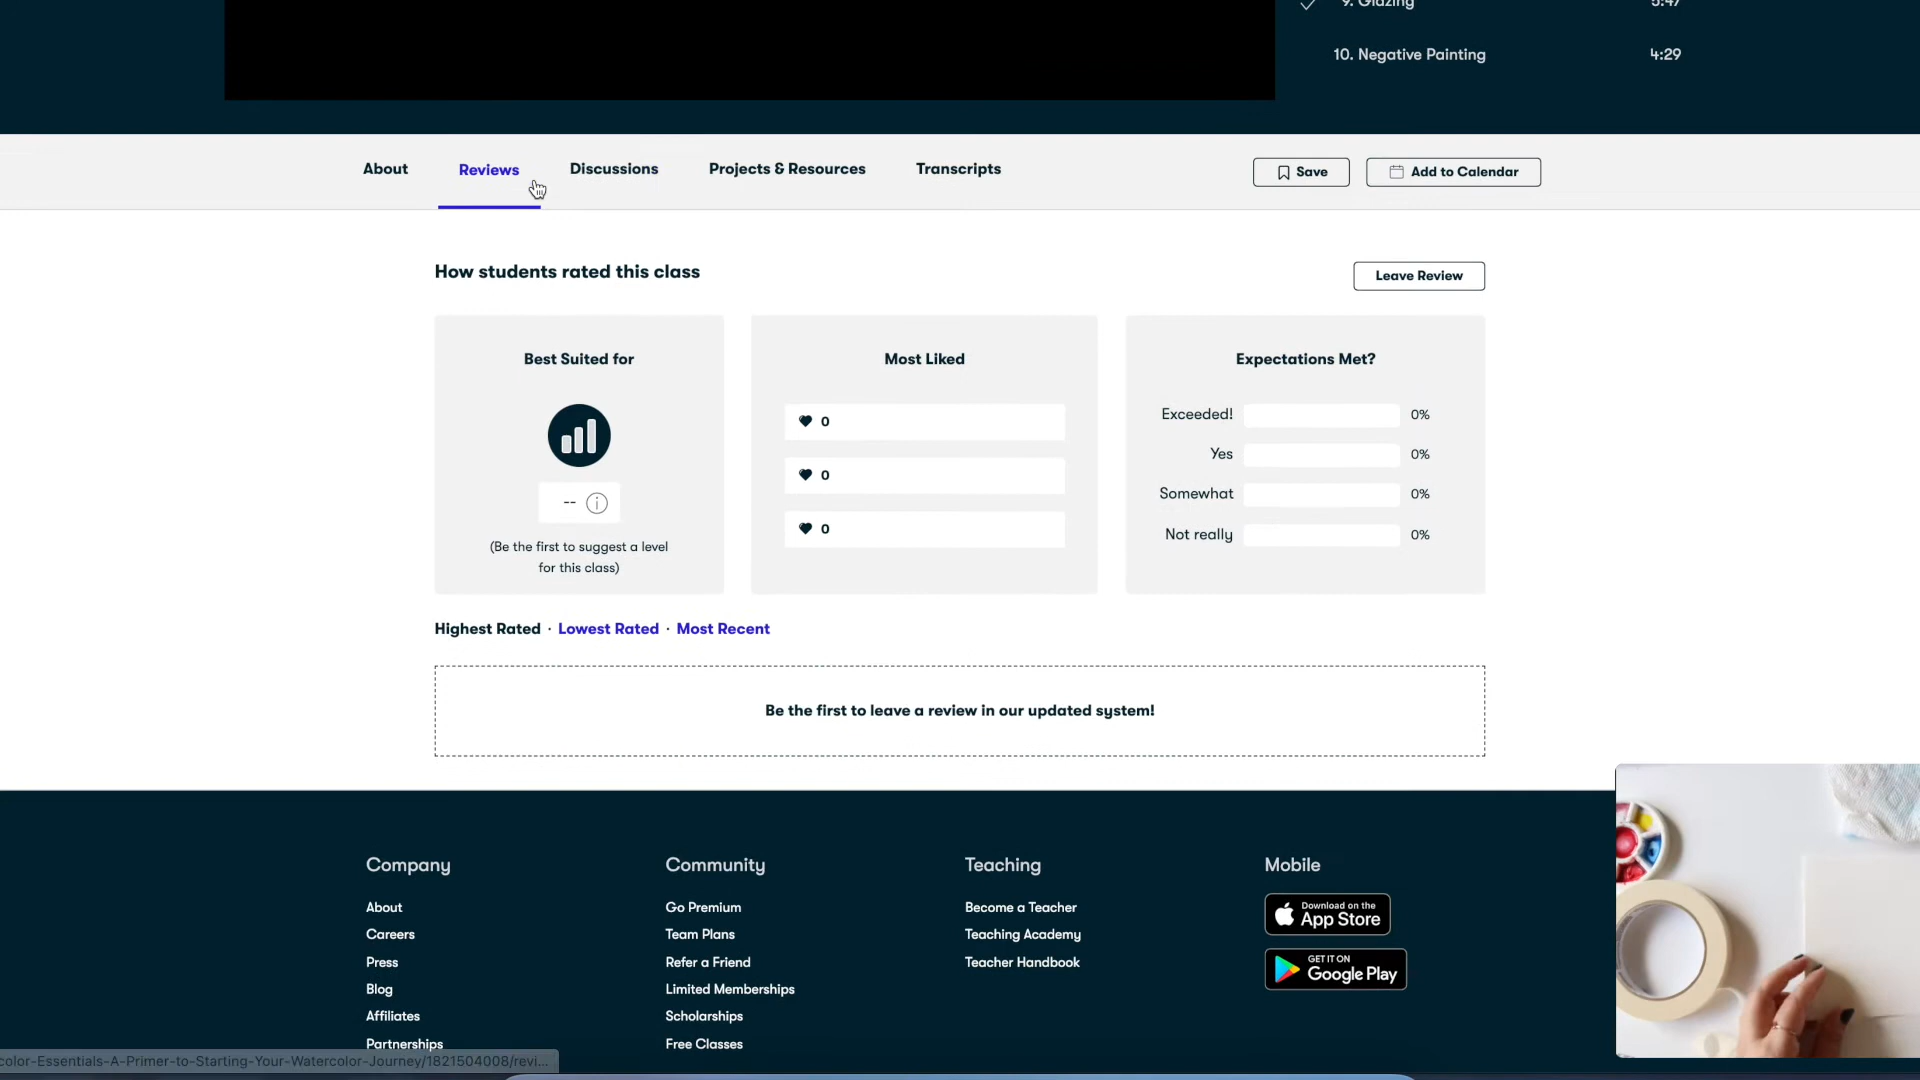 9. Glazing 5:47
10. Negative Painting 4:29
About Reviews Discussions Projects & Resources Transcripts Save Add to Calendar
How students rated this class Leave Review
Best Suited for
--
(Be the first to suggest a level
for this class)
Most Liked
0
0
0
Expectations Met?
Exceeded! 0%
Yes 0%
Somewhat 0%
Not really 0%
Highest Rated · Lowest Rated · Most Recent
Be the first to leave a review in our updated system!
Company
About
Careers
Press
Blog
Affiliates
Partnerships
Community
Go Premium
Team Plans
Refer a Friend
Limited Memberships
Scholarships
Free Classes
Teaching
Become a Teacher
Teaching Academy
Teacher Handbook
Mobile
Download on the
App Store
GET IT ON
Google Play
color-Essentials-A-Primer-to-Starting-Your-Watercolor-Journey/1821504008/revi...